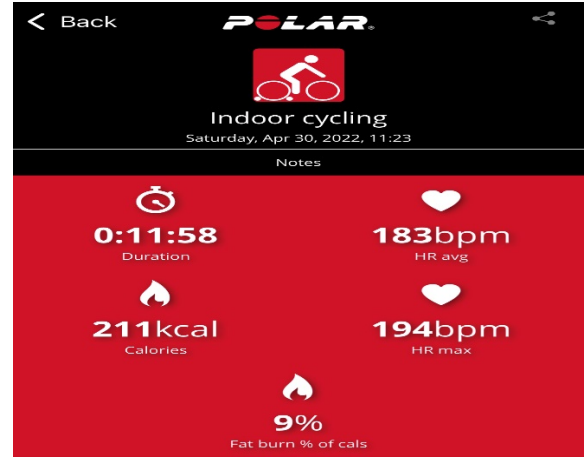 Back
POLAR.
Indoor cycling
Saturday, Apr 30, 2022, 11:23
Notes
0:11:58
Duration
183bpm
HR avg
211kcal
Calories
194bpm
HR max
9%
Fat burn % of cals